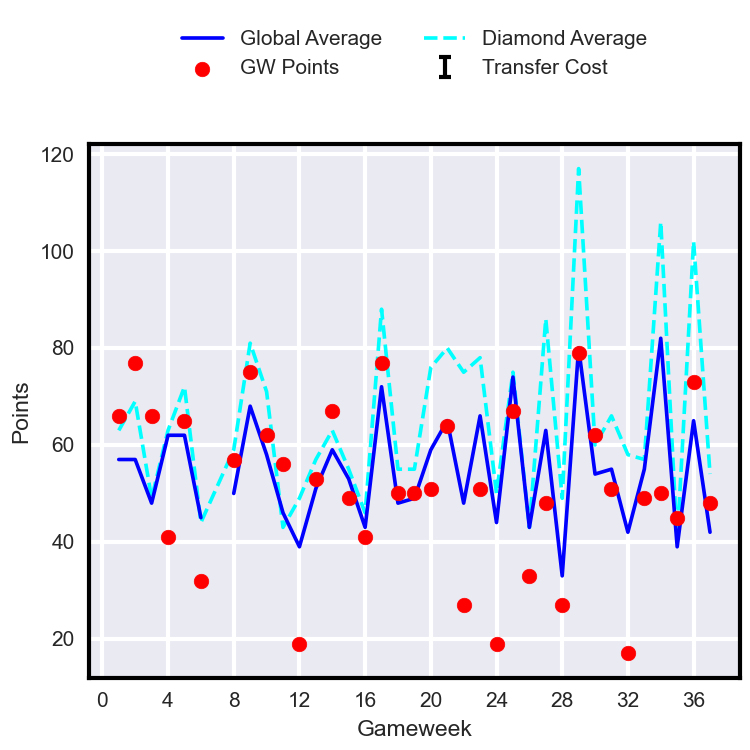 Global Average
Diamond Average
GW Points
Transfer Cost
120
100
80
60
40
20
Points
0 4 8 12 16 20 24 28 32 36
Gameweek